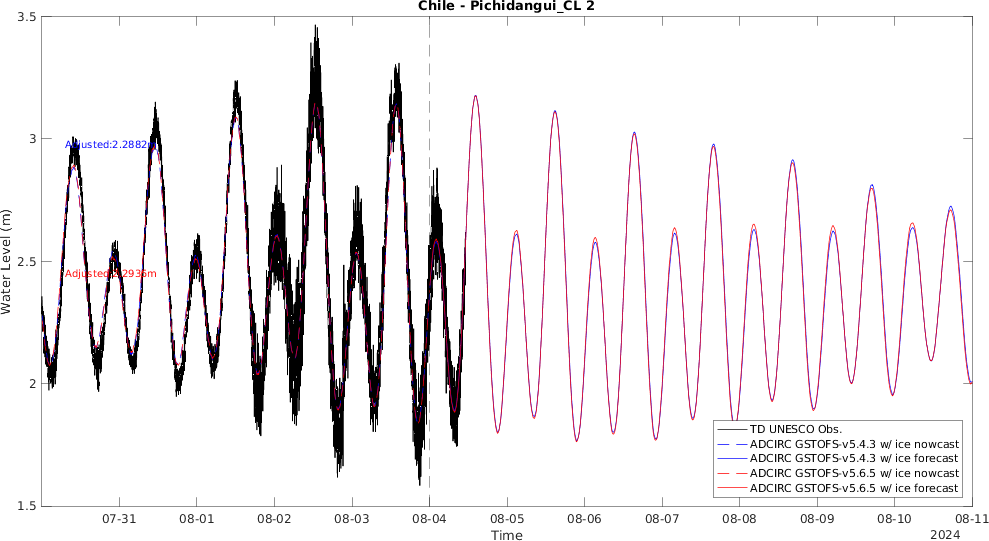 Chile - Pichidangui_CL 2
3.5
3
2.5
2
1.5
Water Level (m)
Adjusted:2.2882m
Adjusted:2.2936m
07-31
08-01
08-02
08-03
08-04
08-05
08-06
08-07
08-08
08-09
08-10
08-11
Time
2024
TD UNESCO Obs.
ADCIRC GSTOFS-v5.4.3 w/ ice nowcast
ADCIRC GSTOFS-v5.4.3 w/ ice forecast
ADCIRC GSTOFS-v5.6.5 w/ ice nowcast
ADCIRC GSTOFS-v5.6.5 w/ ice forecast